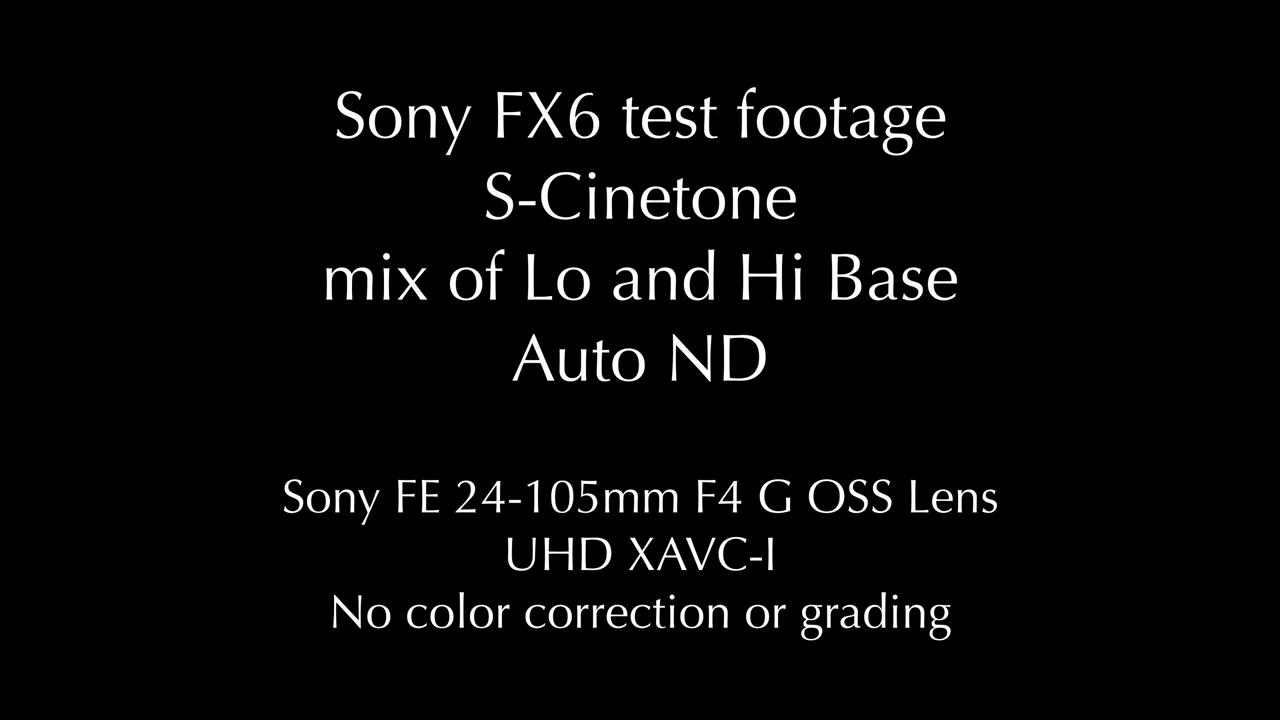 Sony FX6 test footage
S-Cinetone
mix of Lo and Hi Base
Auto ND
Sony FE 24-105mm F4 G OSS Lens
UHD XAVC-I
No color correction or grading